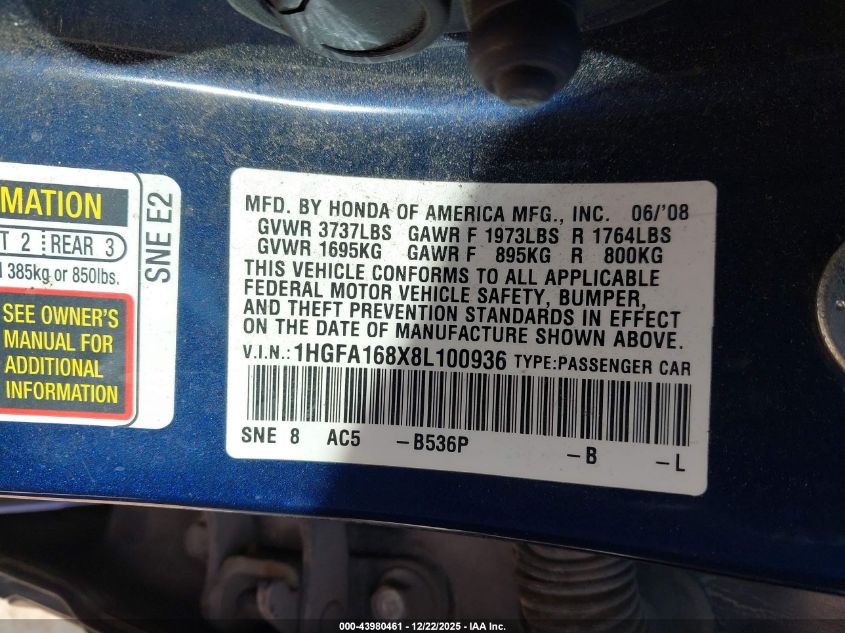 MATION
T 2 REAR 3
385kg or 850lbs.
SEE OWNER'S
MANUAL FOR
ADDITIONAL
INFORMATION
SNE E2
MFD. BY HONDA OF AMERICA MFG., INC. 06/'08
GVWR 3737LBS GAWR F 1973LBS R 1764LBS
GVWR 1695KG GAWR F 895KG R 800KG
THIS VEHICLE CONFORMS TO ALL APPLICABLE
FEDERAL MOTOR VEHICLE SAFETY, BUMPER,
AND THEFT PREVENTION STANDARDS IN EFFECT
ON THE DATE OF MANUFACTURE SHOWN ABOVE.
V.I.N.: 1HGFA168X8L100936 TYPE:PASSENGER CAR
SNE 8 AC5 -B536P -B -L
000-43980461 - 12/22/2025 - IAA Inc.